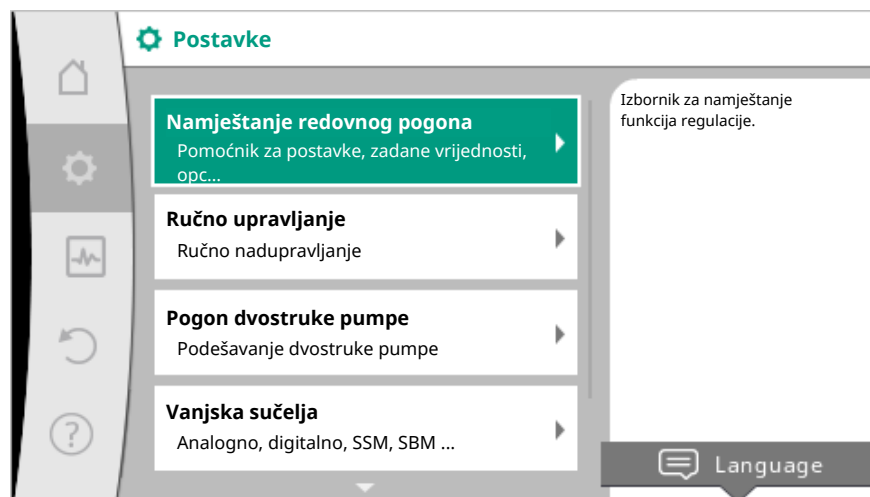 Postavke
Namještanje redovnog pogona
Pomoćnik za postavke, zadane vrijednosti,
opc...
Ručno upravljanje
Ručno nadupravljanje
Pogon dvostruke pumpe
Podešavanje dvostruke pumpe
Vanjska sučelja
Analogno, digitalno, SSM, SBM ...
Izbornik za namještanje
funkcija regulacije.
Language